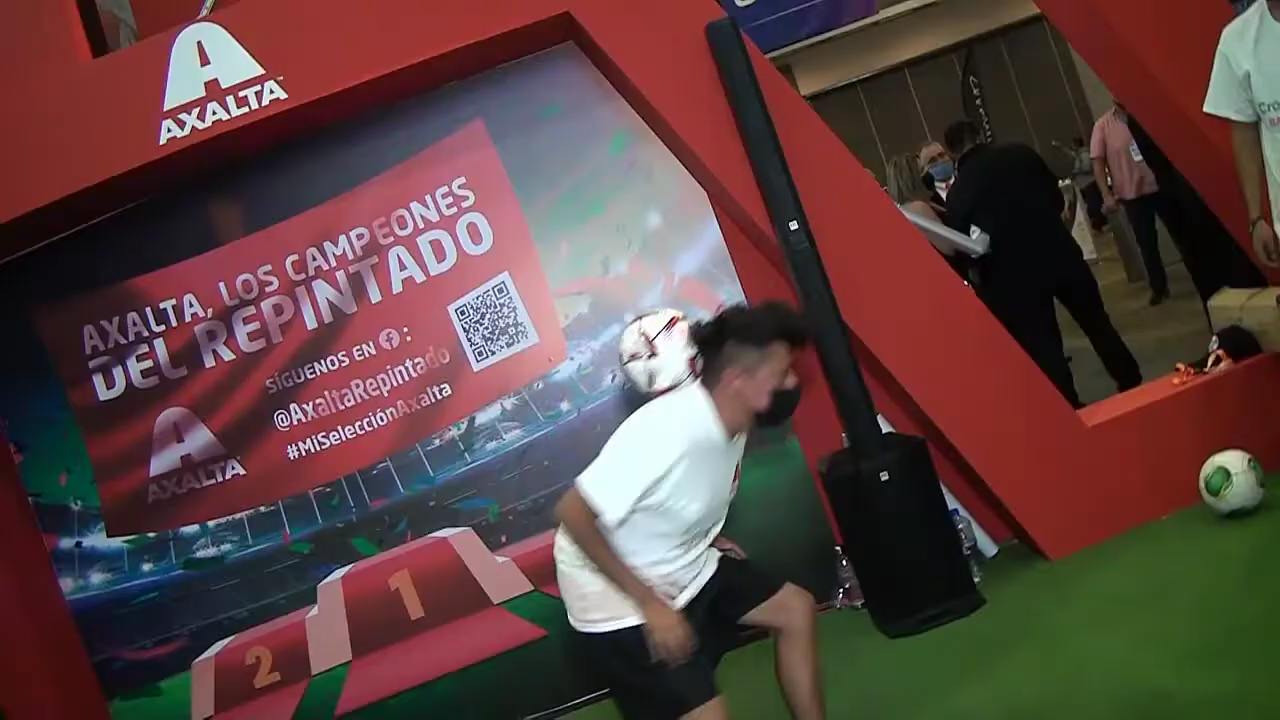 AXALTA
AXALTA, LOS CAMPEONES
DEL REPINTADO
SÍGUENOS EN f :
@AxaltaRepintado
#MiSelecciónAxalta
AXALTA
1
2